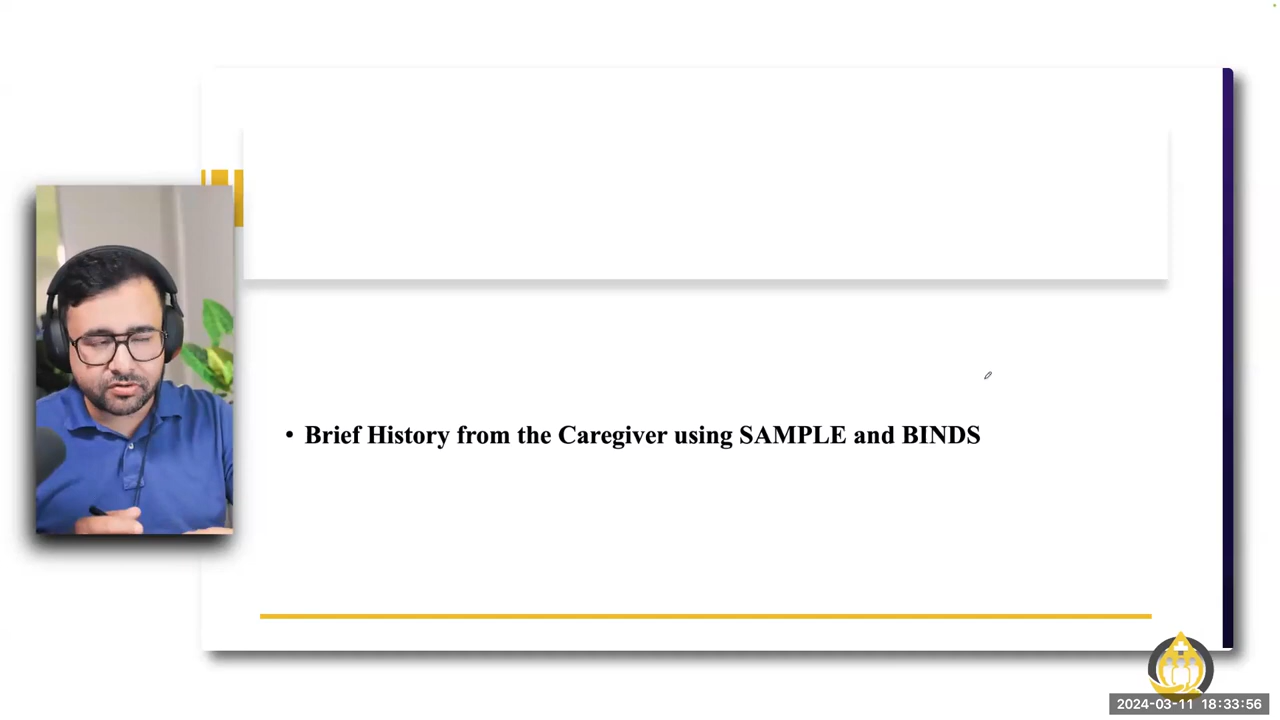 • Brief History from the Caregiver using SAMPLE and BINDS
2024-03-11 18:33:56